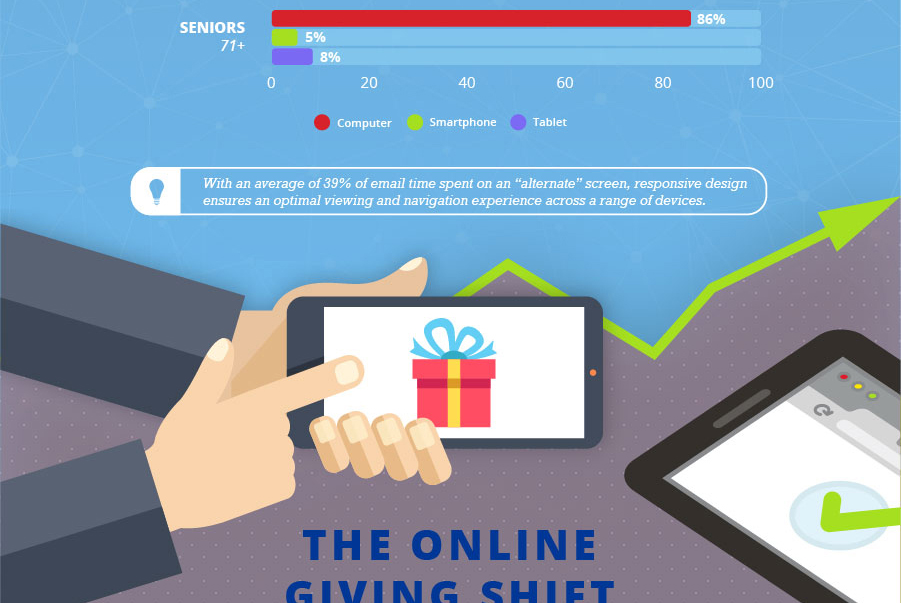 86%
SENIORS
5%
71+
8%
0 20 40 60 80 100
Computer Smartphone Tablet
With an average of 39% of email time spent on an “alternate” screen, responsive design
ensures an optimal viewing and navigation experience across a range of devices.
THE ONLINE
GIVING SHIFT